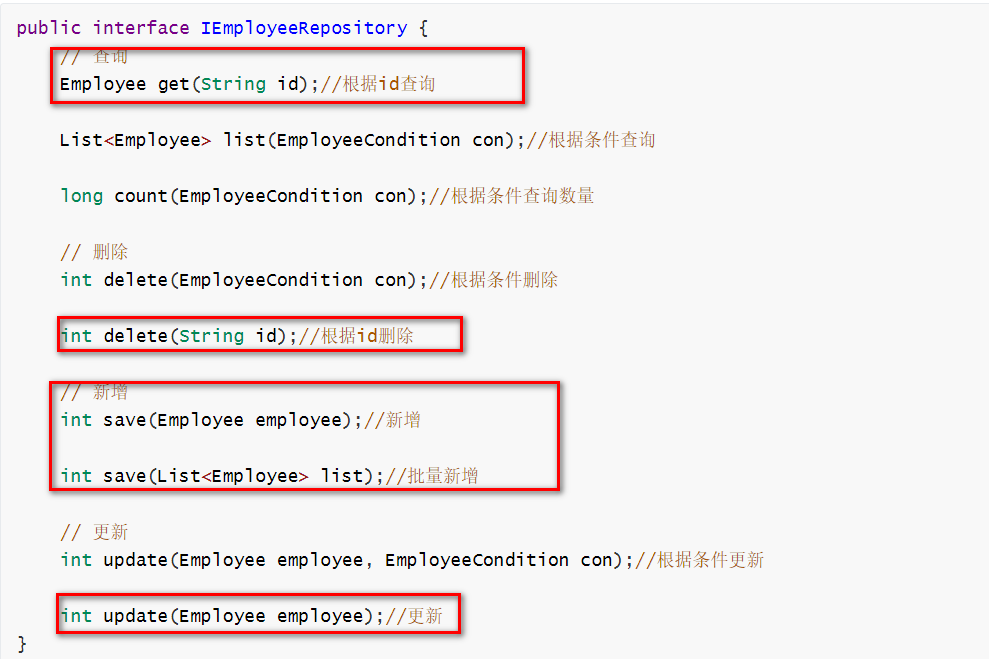 public interface IEmployeeRepository {
// 查询
Employee get(String id);//根据id查询
List<Employee> list(EmployeeCondition con);//根据条件查询
long count(EmployeeCondition con);//根据条件查询数量
// 删除
int delete(EmployeeCondition con);//根据条件删除
int delete(String id);//根据id删除
// 新增
int save(Employee employee);//新增
int save(List<Employee> list);//批量新增
// 更新
int update(Employee employee, EmployeeCondition con);//根据条件更新
int update(Employee employee);//更新
}